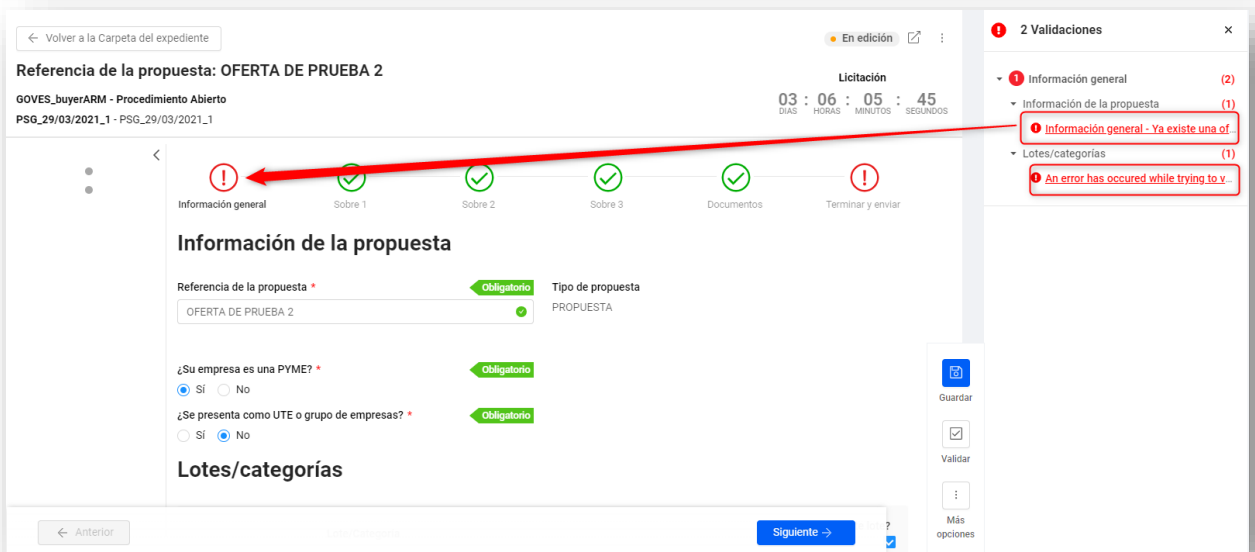 ← Volver a la Carpeta del expediente
En edición
Referencia de la propuesta: OFERTA DE PRUEBA 2
GOVES_buyerARM - Procedimiento Abierto
PSG_29/03/2021_1 - PSG_29/03/2021_1
Licitación
03 : 06 : 05 : 45
DIAS HORAS MINUTOS SEGUNDOS
Información general
Sobre 1
Sobre 2
Sobre 3
Documentos
Terminar y enviar
Información de la propuesta
Referencia de la propuesta *
Obligatorio
Tipo de propuesta
OFERTA DE PRUEBA 2
PROPUESTA
¿Su empresa es una PYME? *
Obligatorio
Sí No
¿Se presenta como UTE o grupo de empresas? *
Obligatorio
Sí No
Lotes/categorías
← Anterior
Siguiente →
?
Guardar
Validar
Más
opciones
2 Validaciones
1 Información general (2)
Información de la propuesta (1)
Información general - Ya existe una of...
Lotes/categorías (1)
An error has occured while trying to v...